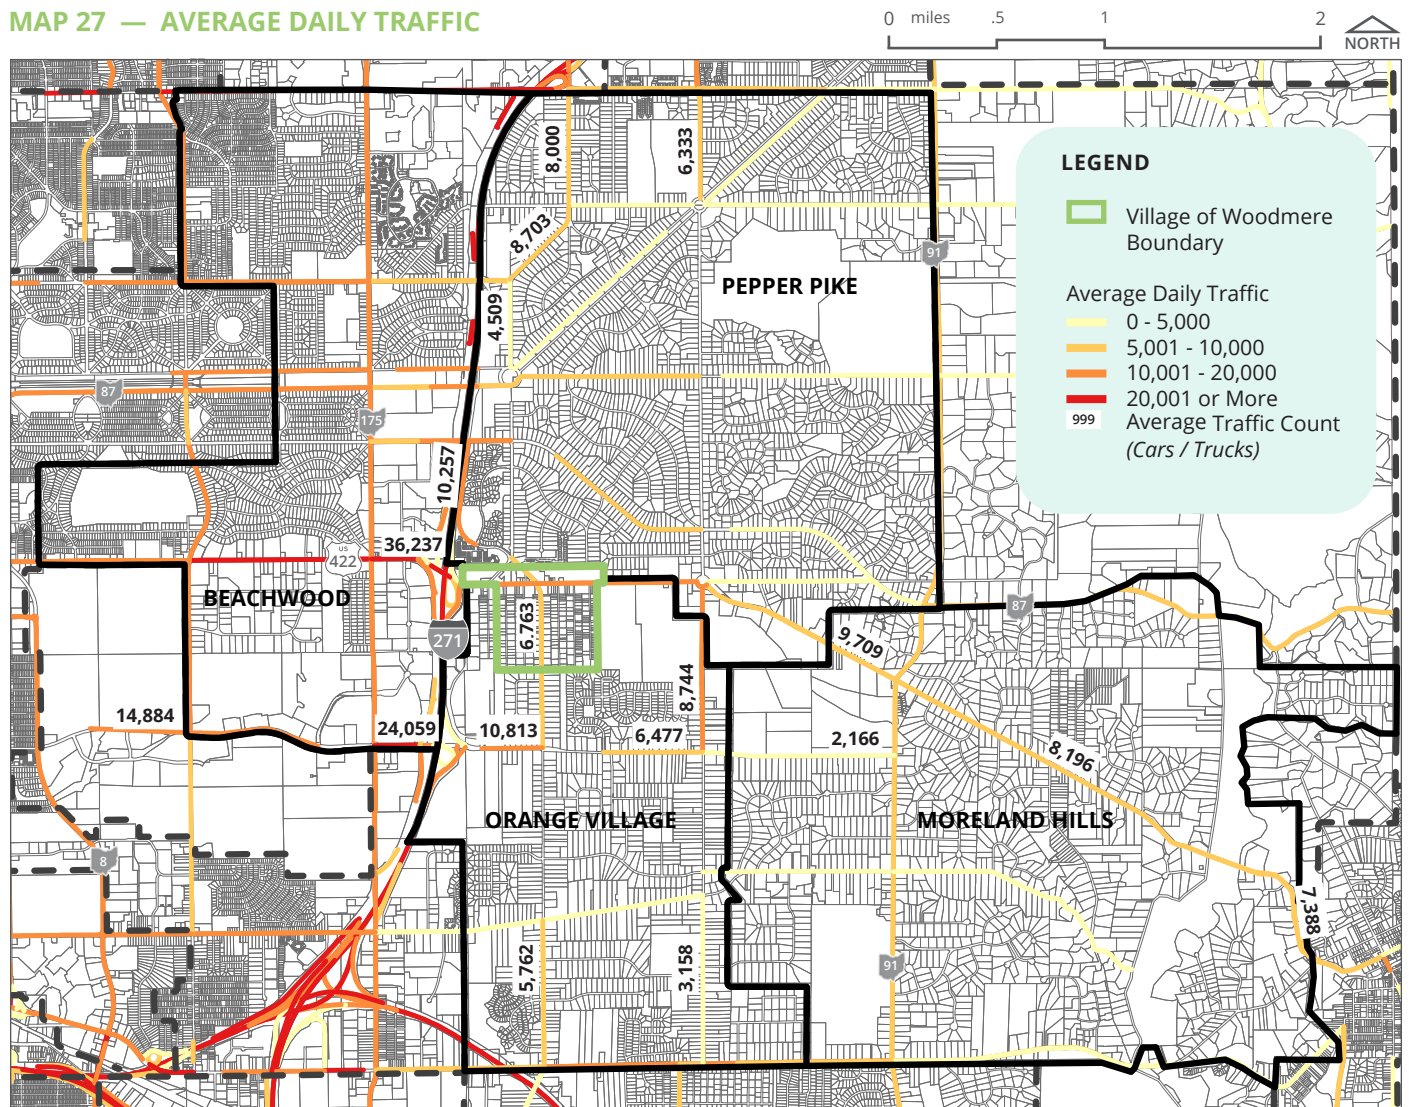 MAP 27 — AVERAGE DAILY TRAFFIC
0 miles .5 1 2
NORTH
8,000
6,333
LEGEND
Village of Woodmere
Boundary
8,703
91
PEPPER PIKE
Average Daily Traffic
4,509
0 - 5,000
5,001 - 10,000
10,001 - 20,000
20,001 or More
999 Average Traffic Count
(Cars / Trucks)
87
175
10,257
36,237
US
422
BEACHWOOD
87
6,763
271
9,709
8,744
14,884
24,059
10,813
6,477
2,166
8,196
ORANGE VILLAGE
MORELAND HILLS
8
7,388
5,762
3,158
91